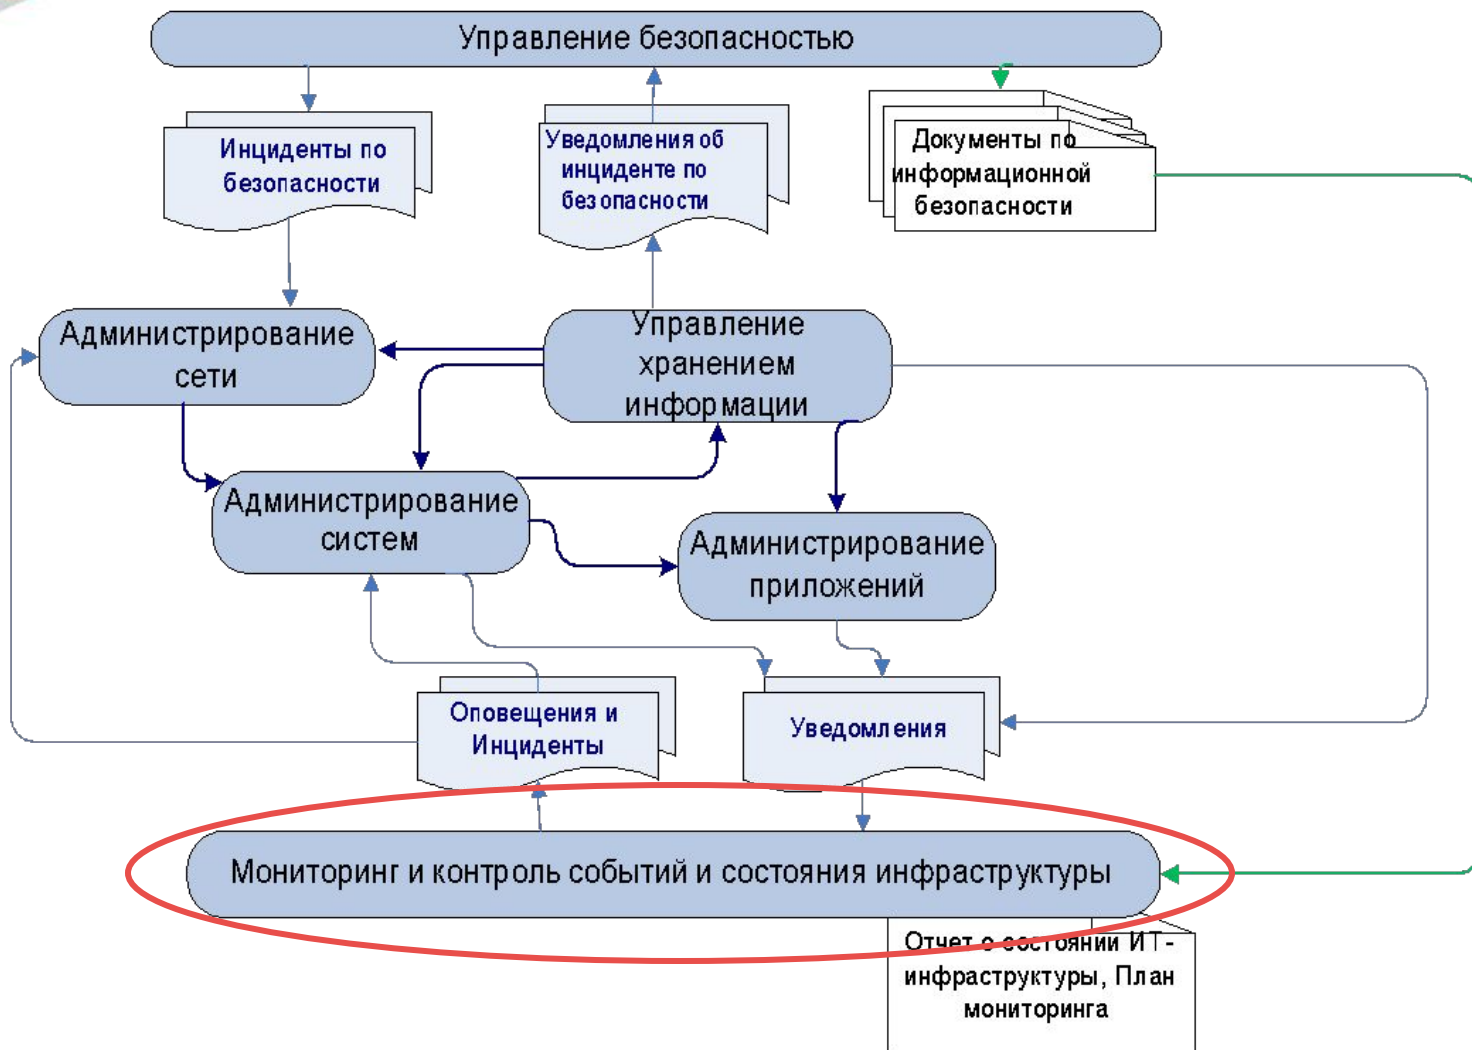 Управление безопасностью
Инциденты по
безопасности
Уведомления об
инциденте по
безопасности
Документы по
информационной
безопасности
Администрирование
сети
Управление
хранением
информации
Администрирование
систем
Администрирование
приложений
Оповещения и
Инциденты
Уведомления
Мониторинг и контроль событий и состояния инфраструктуры
Отчет о состоянии ИТ-
инфраструктуры, План
мониторинга